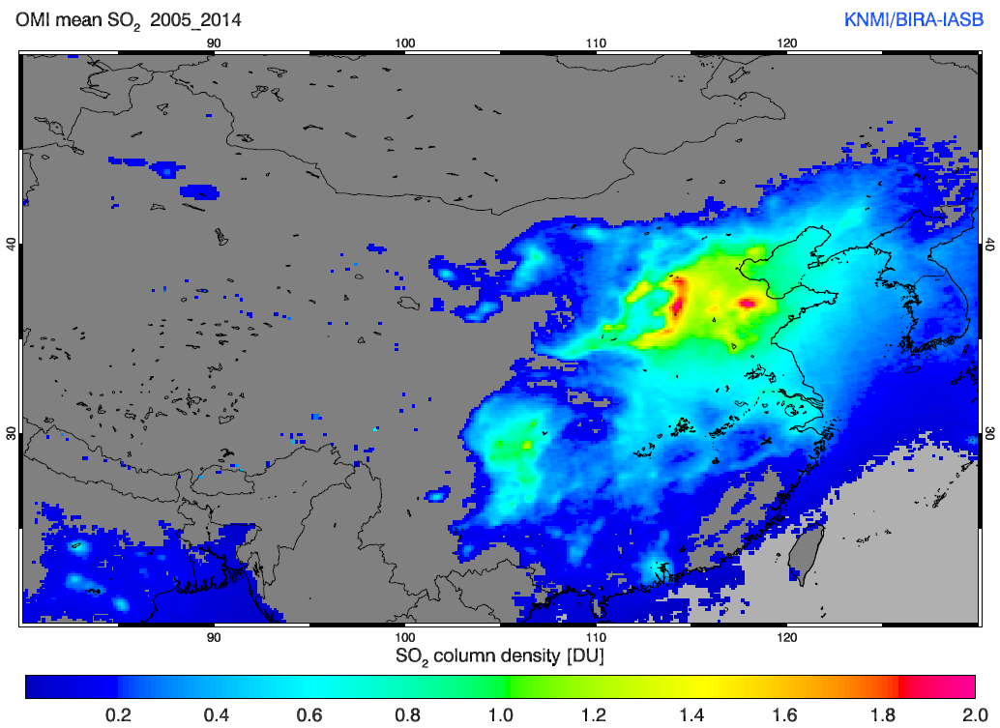 OMI mean SO₂ 2005_2014
KNMI/BIRA-IASB
90 100 110 120
40 40
30 30
90 100 110 120
SO₂ column density [DU]
0.2 0.4 0.6 0.8 1.0 1.2 1.4 1.6 1.8 2.0